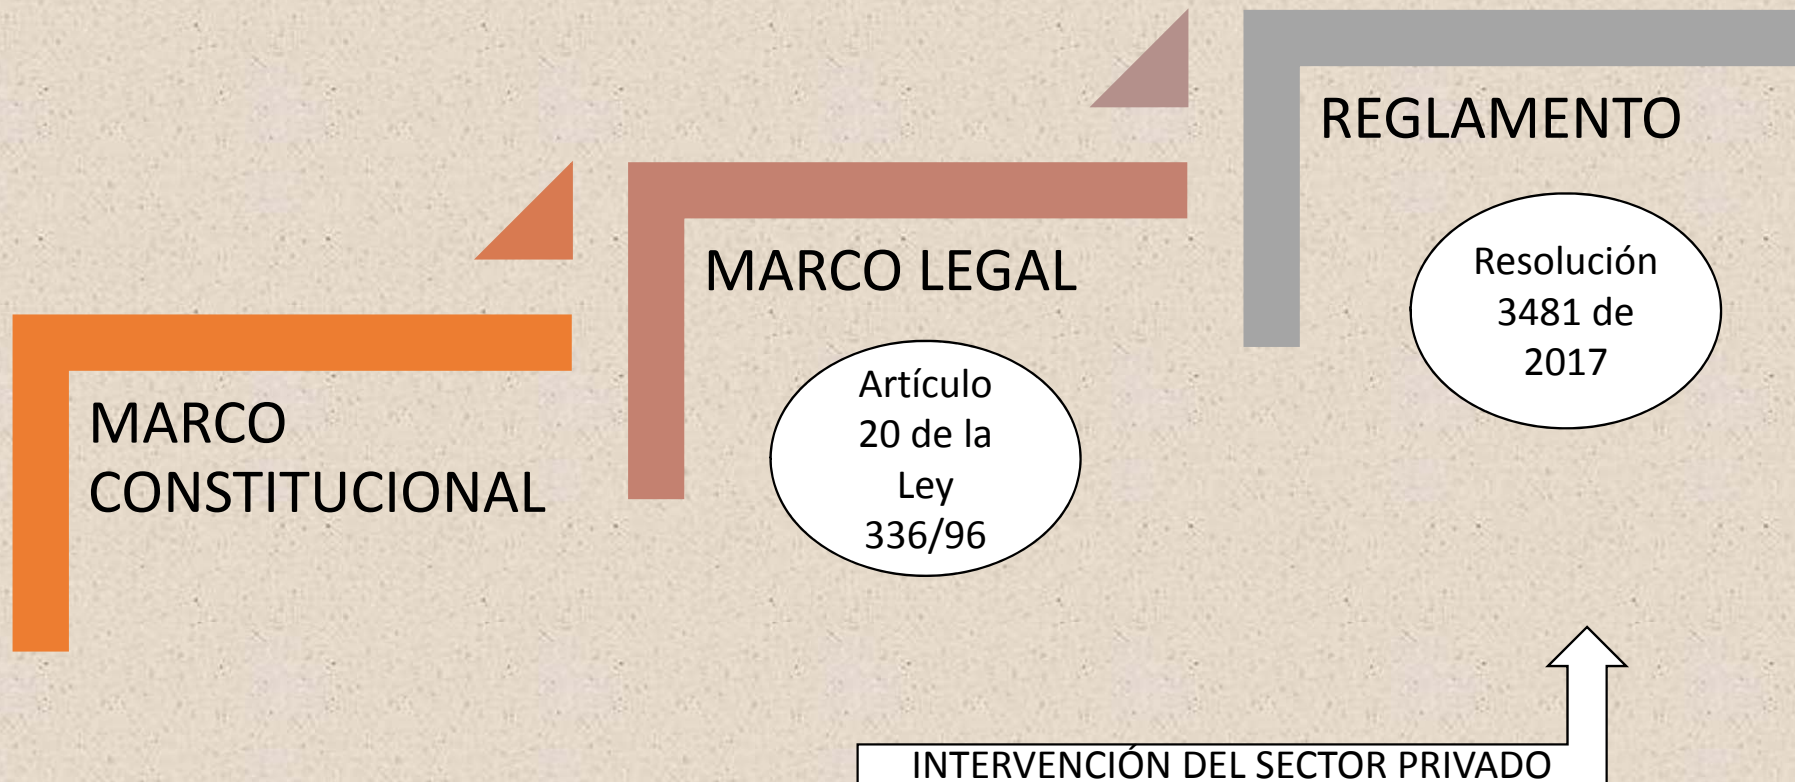 MARCO
CONSTITUCIONAL
MARCO LEGAL
Artículo
20 de la
Ley
336/96
REGLAMENTO
Resolución
3481 de
2017
INTERVENCIÓN DEL SECTOR PRIVADO